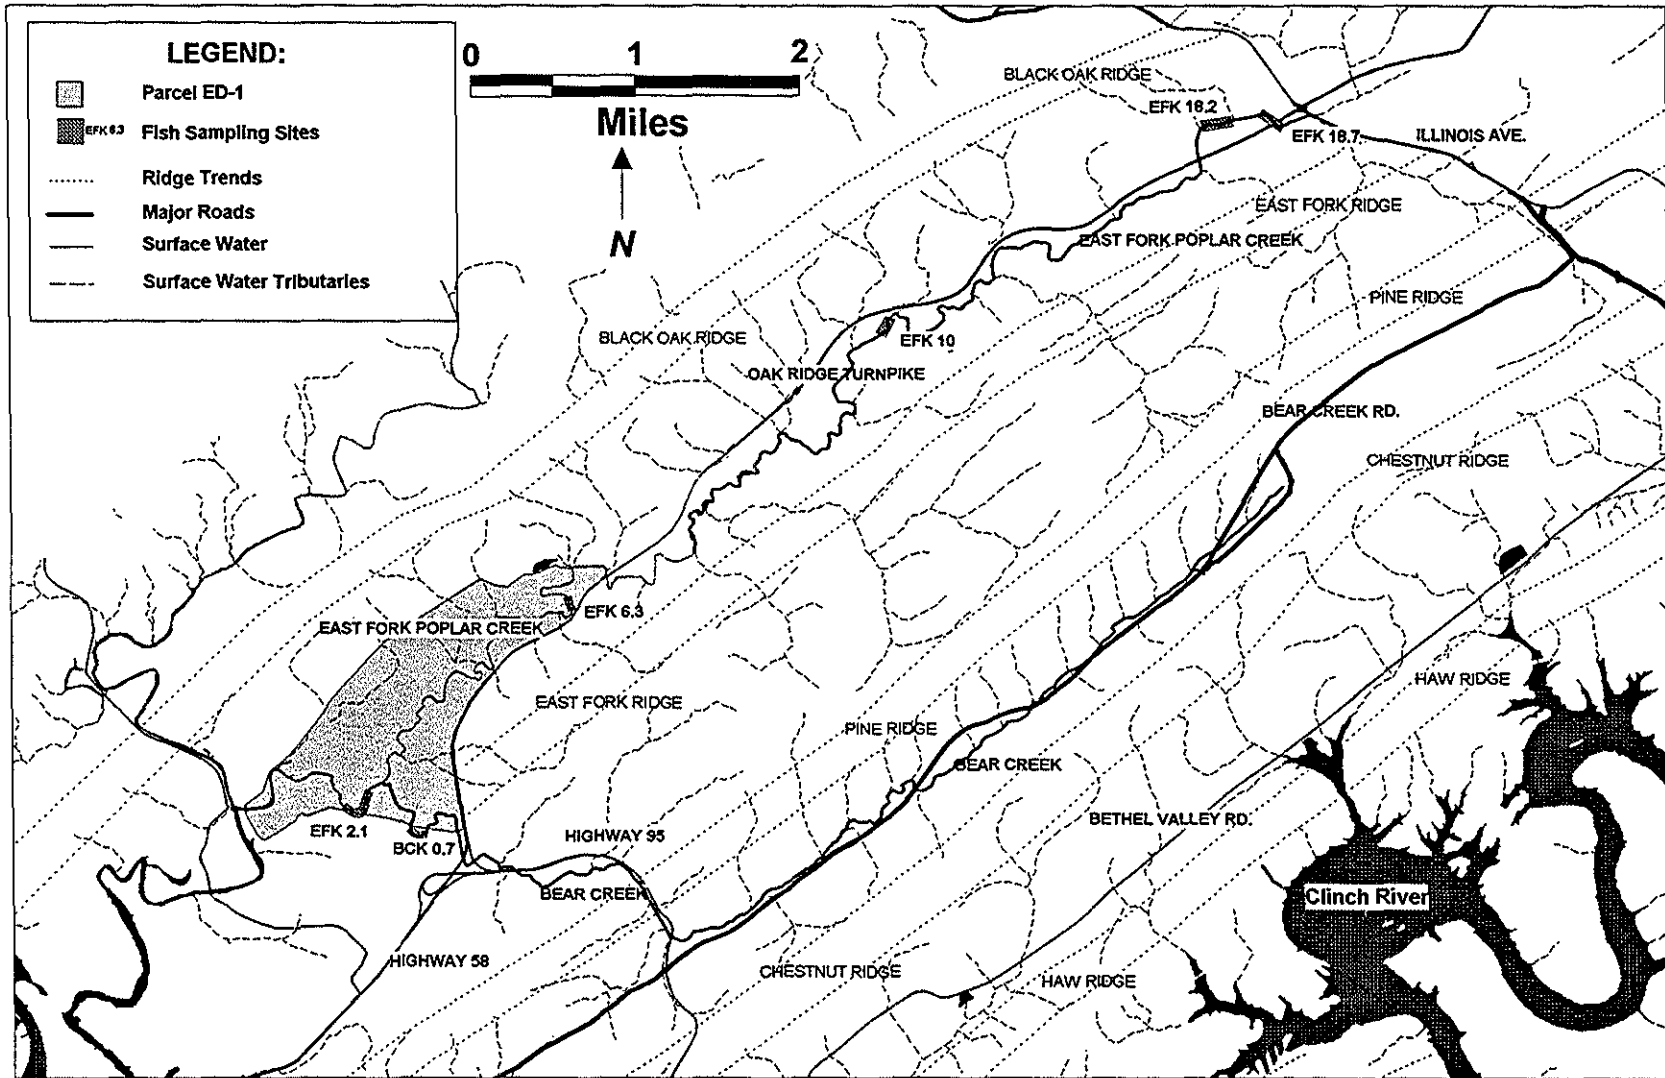 LEGEND:
Parcel ED-1
EFK 6.3 Fish Sampling Sites
Ridge Trends
Major Roads
Surface Water
Surface Water Tributaries
0 1 2
Miles
N
BLACK OAK RIDGE
EFK 18.2
EFK 18.7
ILLINOIS AVE.
EAST FORK RIDGE
EAST FORK POPLAR CREEK
PINE RIDGE
BLACK OAK RIDGE
EFK 10
OAK RIDGE TURNPIKE
BEAR CREEK RD.
CHESTNUT RIDGE
EFK 6.3
EAST FORK POPLAR CREEK
HAW RIDGE
EAST FORK RIDGE
PINE RIDGE
BEAR CREEK
BETHEL VALLEY RD.
EFK 2.1
BCK 0.7
HIGHWAY 95
BEAR CREEK
Clinch River
HIGHWAY 58
CHESTNUT RIDGE
HAW RIDGE